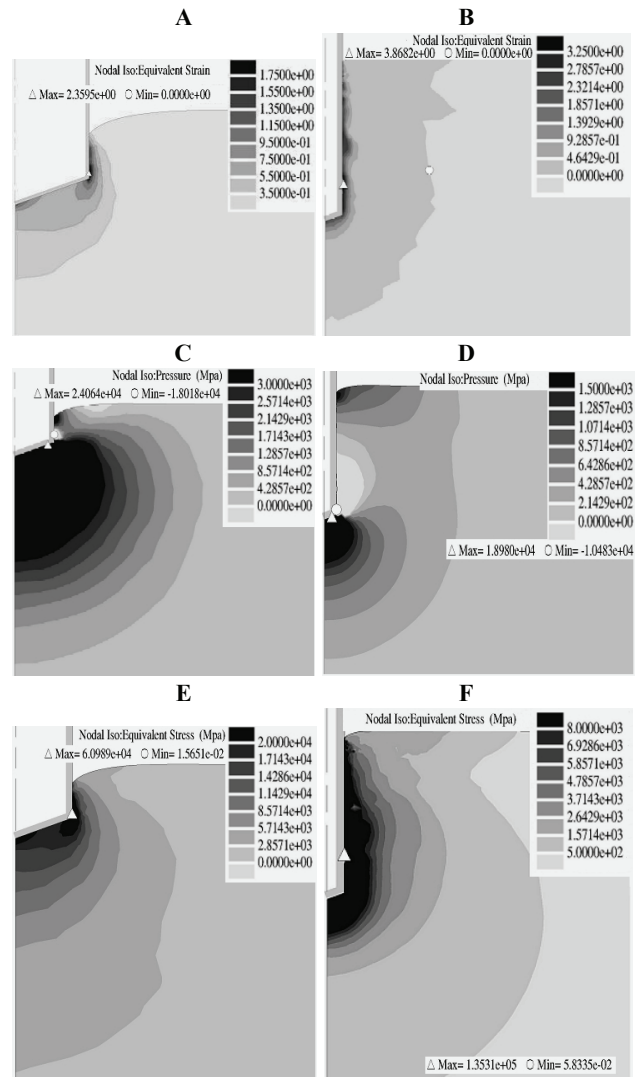 A
Nodal Iso:Equivalent Strain
△ Max= 2.3595e+00 ○ Min= 0.0000e+00
1.7500e+00
1.5500e+00
1.3500e+00
1.1500e+00
9.5000e-01
7.5000e-01
5.5000e-01
3.5000e-01
B
Nodal Iso:Equivalent Strain
△ Max= 3.8682e+00 ○ Min= 0.0000e+00
3.2500e+00
2.7857e+00
2.3214e+00
1.8571e+00
1.3929e+00
9.2857e-01
4.6429e-01
0.0000e+00
C
Nodal Iso:Pressure (Mpa)
△ Max= 2.4064e+04 ○ Min= -1.8018e+04
3.0000e+03
2.5714e+03
2.1429e+03
1.7143e+03
1.2857e+03
8.5714e+02
4.2857e+02
0.0000e+00
D
Nodal Iso:Pressure (Mpa)
1.5000e+03
1.2857e+03
1.0714e+03
8.5714e+02
6.4286e+02
4.2857e+02
2.1429e+02
0.0000e+00
△ Max= 1.8980e+04 ○ Min= -1.0483e+04
E
Nodal Iso:Equivalent Stress (Mpa)
△ Max= 6.0989e+04 ○ Min= 1.5651e-02
2.0000e+04
1.7143e+04
1.4286e+04
1.1429e+04
8.5714e+03
5.7143e+03
2.8571e+03
0.0000e+00
F
Nodal Iso:Equivalent Stress (Mpa)
8.0000e+03
6.9286e+03
5.8571e+03
4.7857e+03
3.7143e+03
2.6429e+03
1.5714e+03
5.0000e+02
△ Max= 1.3531e+05 ○ Min= 5.8335e-02